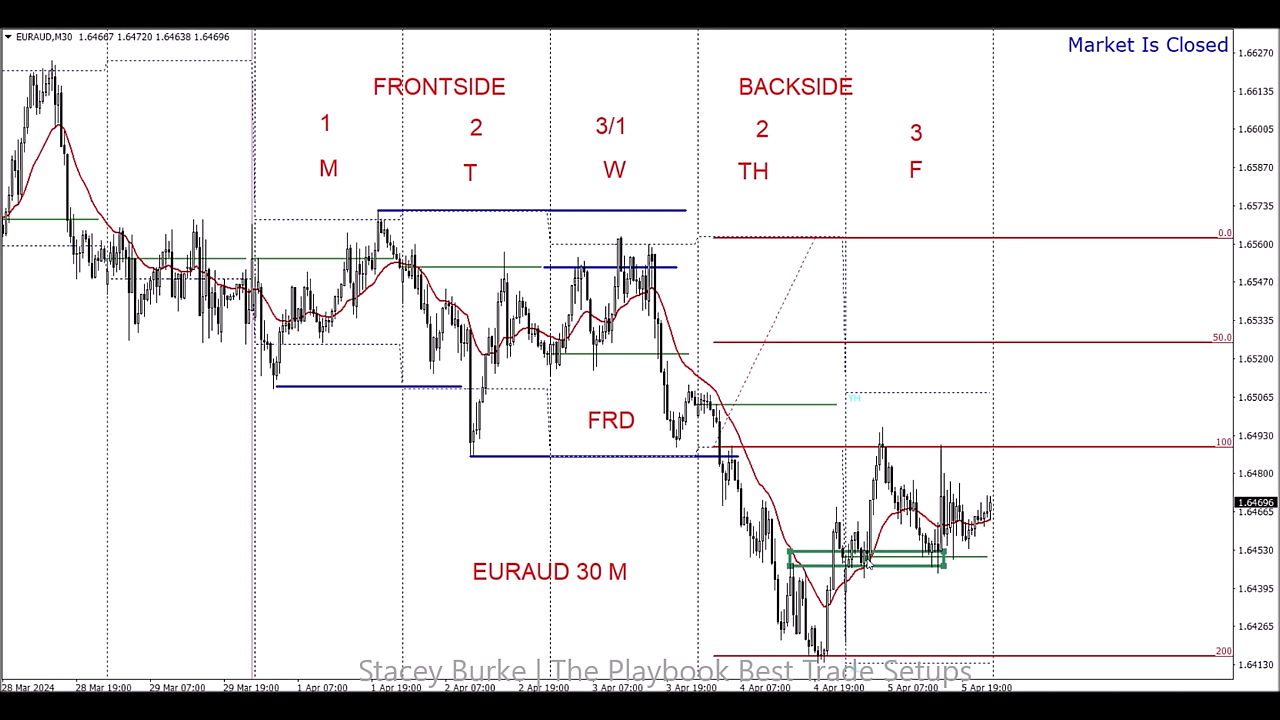 EURAUD,M30 1.64667 1.64720 1.64638 1.64696
Market Is Closed
FRONTSIDE
BACKSIDE
1
2
3/1
2
3
M
T
W
TH
F
FRD
EURAUD 30 M
TH
0.0
50.0
100
200
1.66270
1.66135
1.66005
1.65870
1.65735
1.65600
1.65470
1.65335
1.65200
1.65065
1.64930
1.64800
1.64696
1.64665
1.64530
1.64395
1.64265
1.64130
Stacey Burke | The Playbook Best Trade Setups
28 Mar 2024
28 Mar 19:00
29 Mar 07:00
29 Mar 19:00
1 Apr 07:00
1 Apr 19:00
2 Apr 07:00
2 Apr 19:00
3 Apr 07:00
3 Apr 19:00
4 Apr 07:00
4 Apr 19:00
5 Apr 07:00
5 Apr 19:00